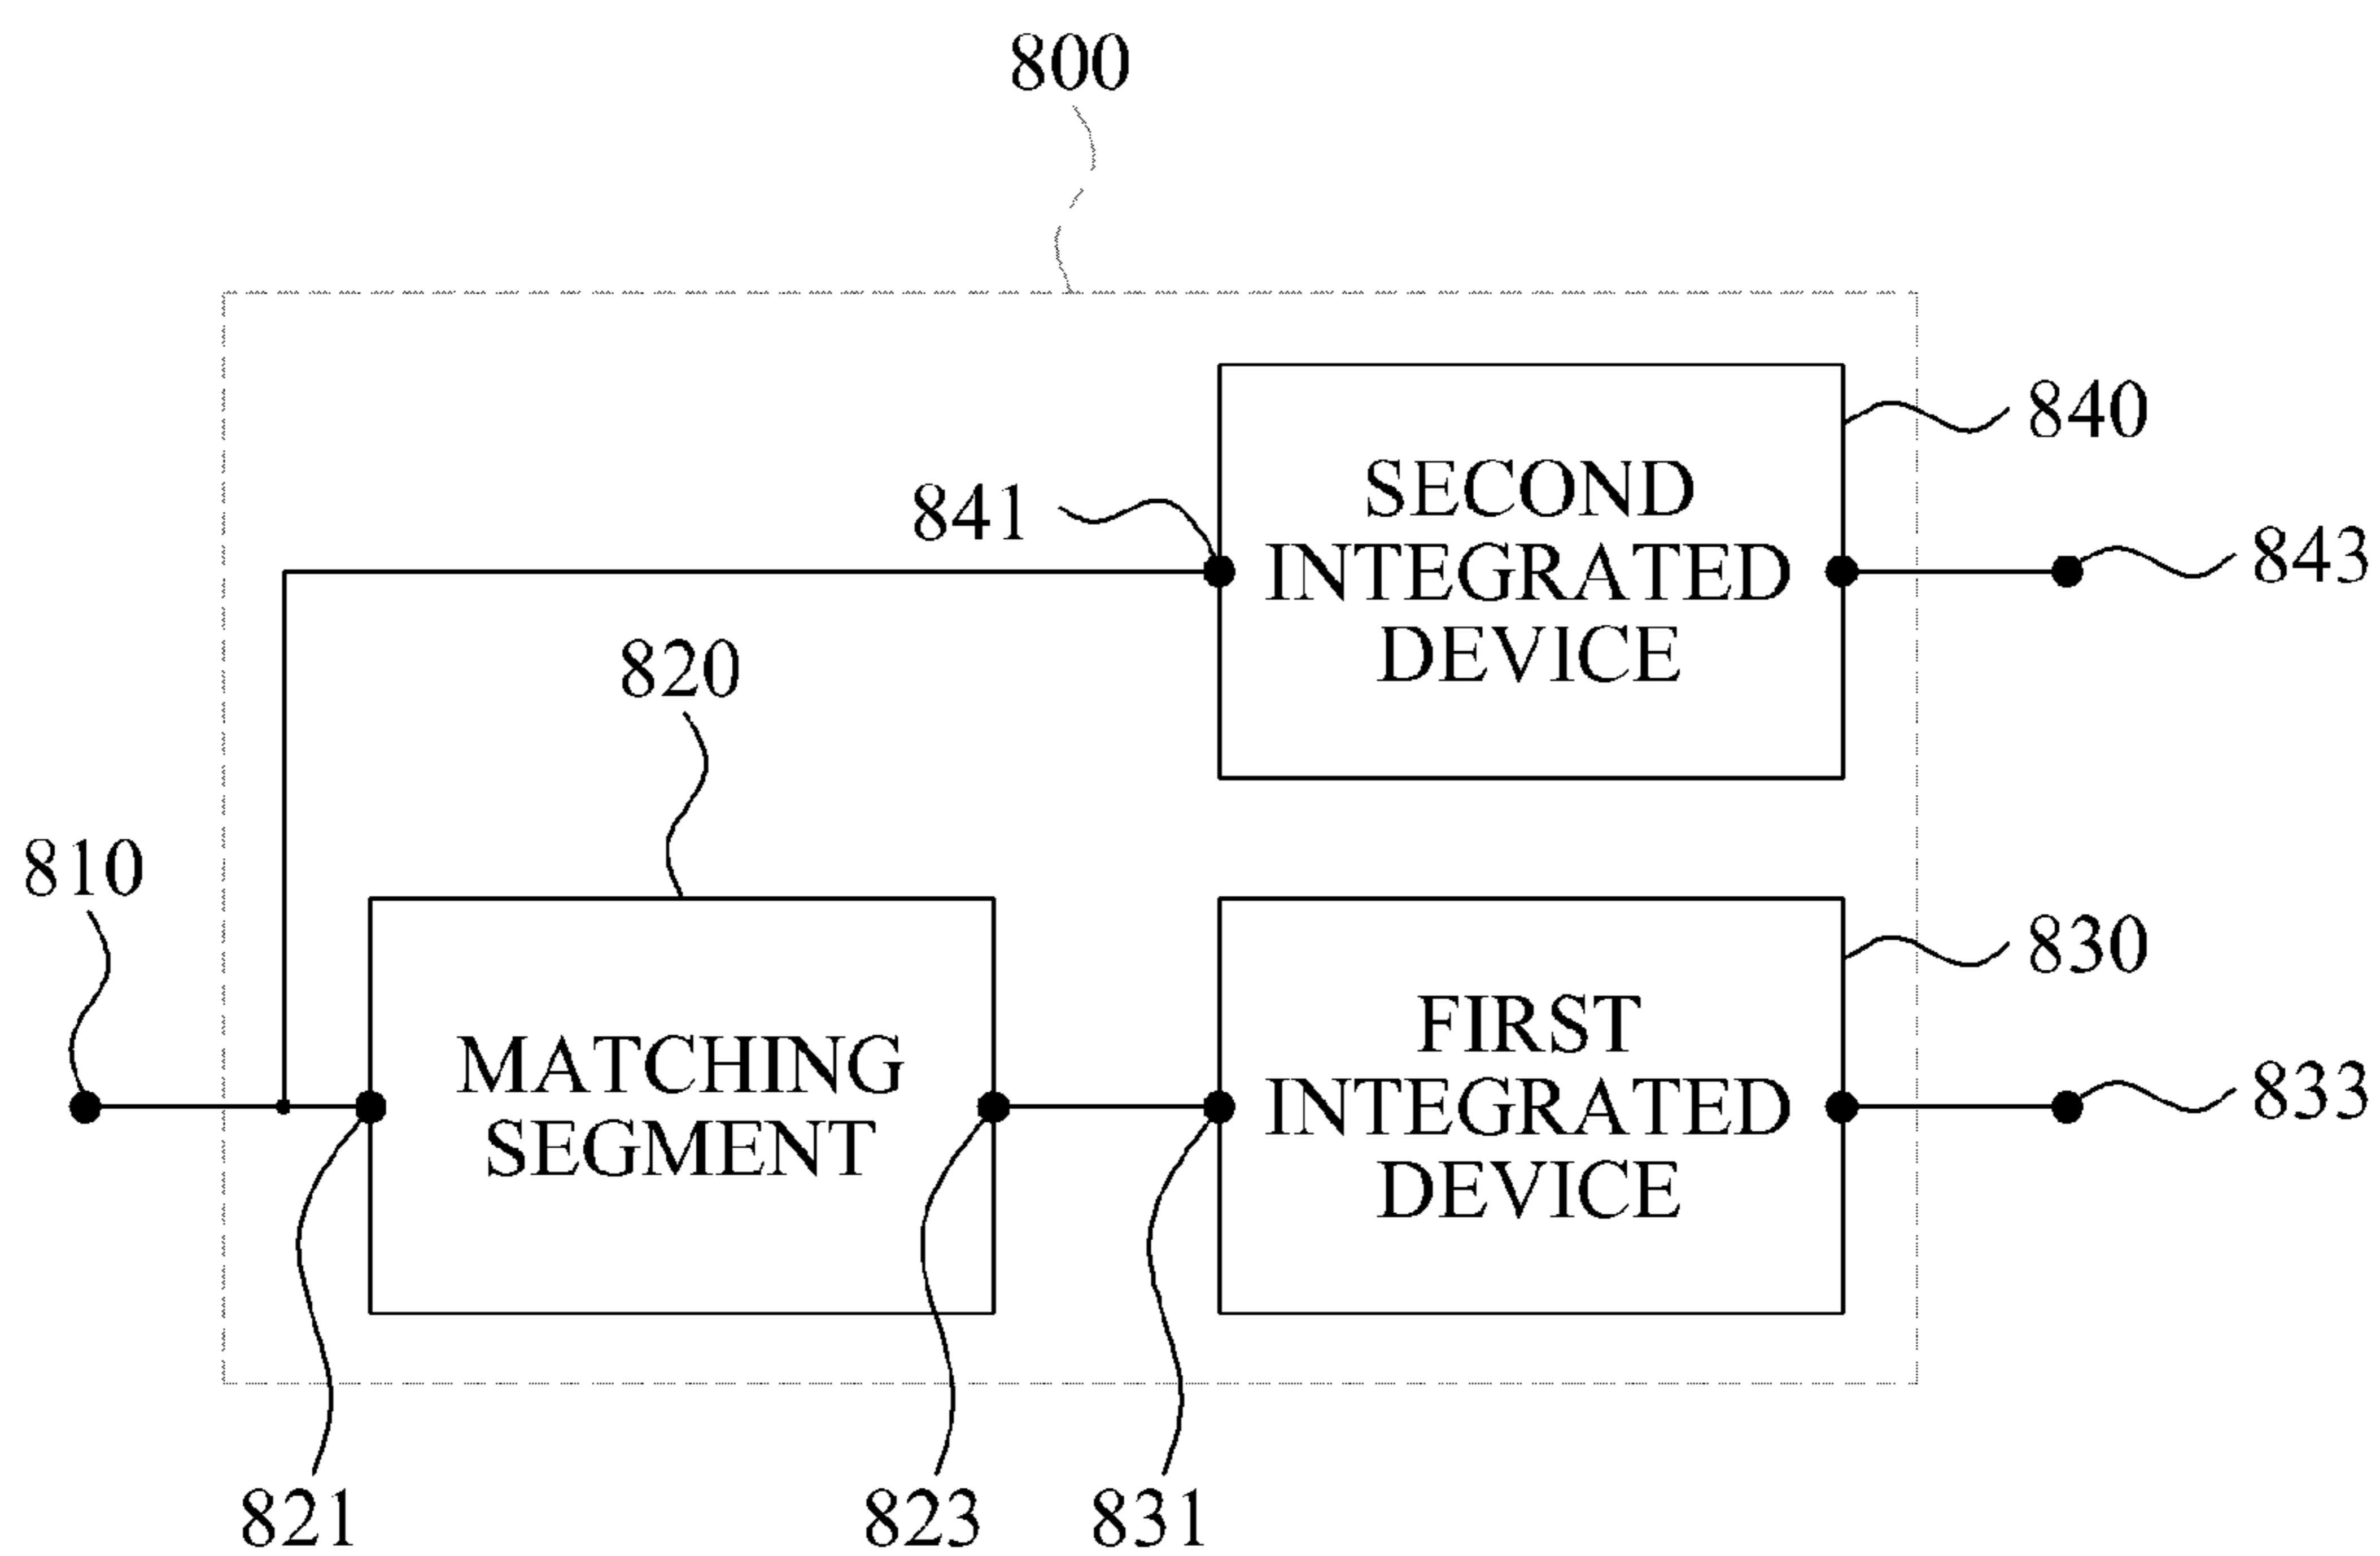 800
840
SECOND
INTEGRATED
DEVICE
841
843
820
810
830
MATCHING
SEGMENT
FIRST
INTEGRATED
DEVICE
833
821
823
831